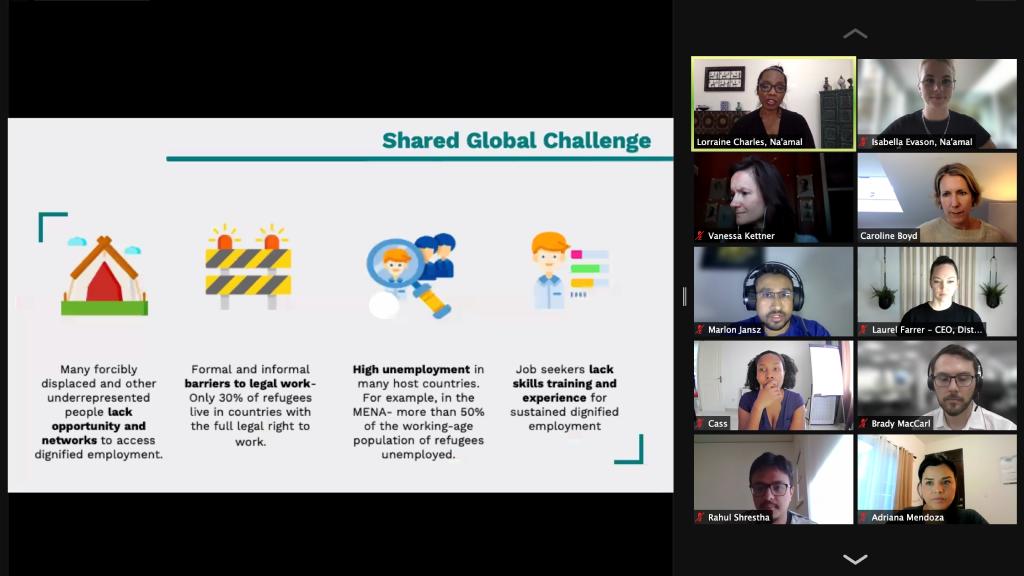 Shared Global Challenge
Many forcibly
displaced and other
underrepresented
people lack
opportunity and
networks to access
dignified employment.
Formal and informal
barriers to legal work-
Only 30% of refugees
live in countries with
the full legal right to
work.
High unemployment in
many host countries.
For example, in the
MENA- more than 50%
of the working-age
population of refugees
unemployed.
Job seekers lack
skills training and
experience for
sustained dignified
employment
Lorraine Charles, Na'amal
Isabella Evason, Na'amal
Vanessa Kettner
Caroline Boyd
Marlon Jansz
Laurel Farrer - CEO, Dist...
Cass
Brady MacCarl
Rahul Shrestha
Adriana Mendoza